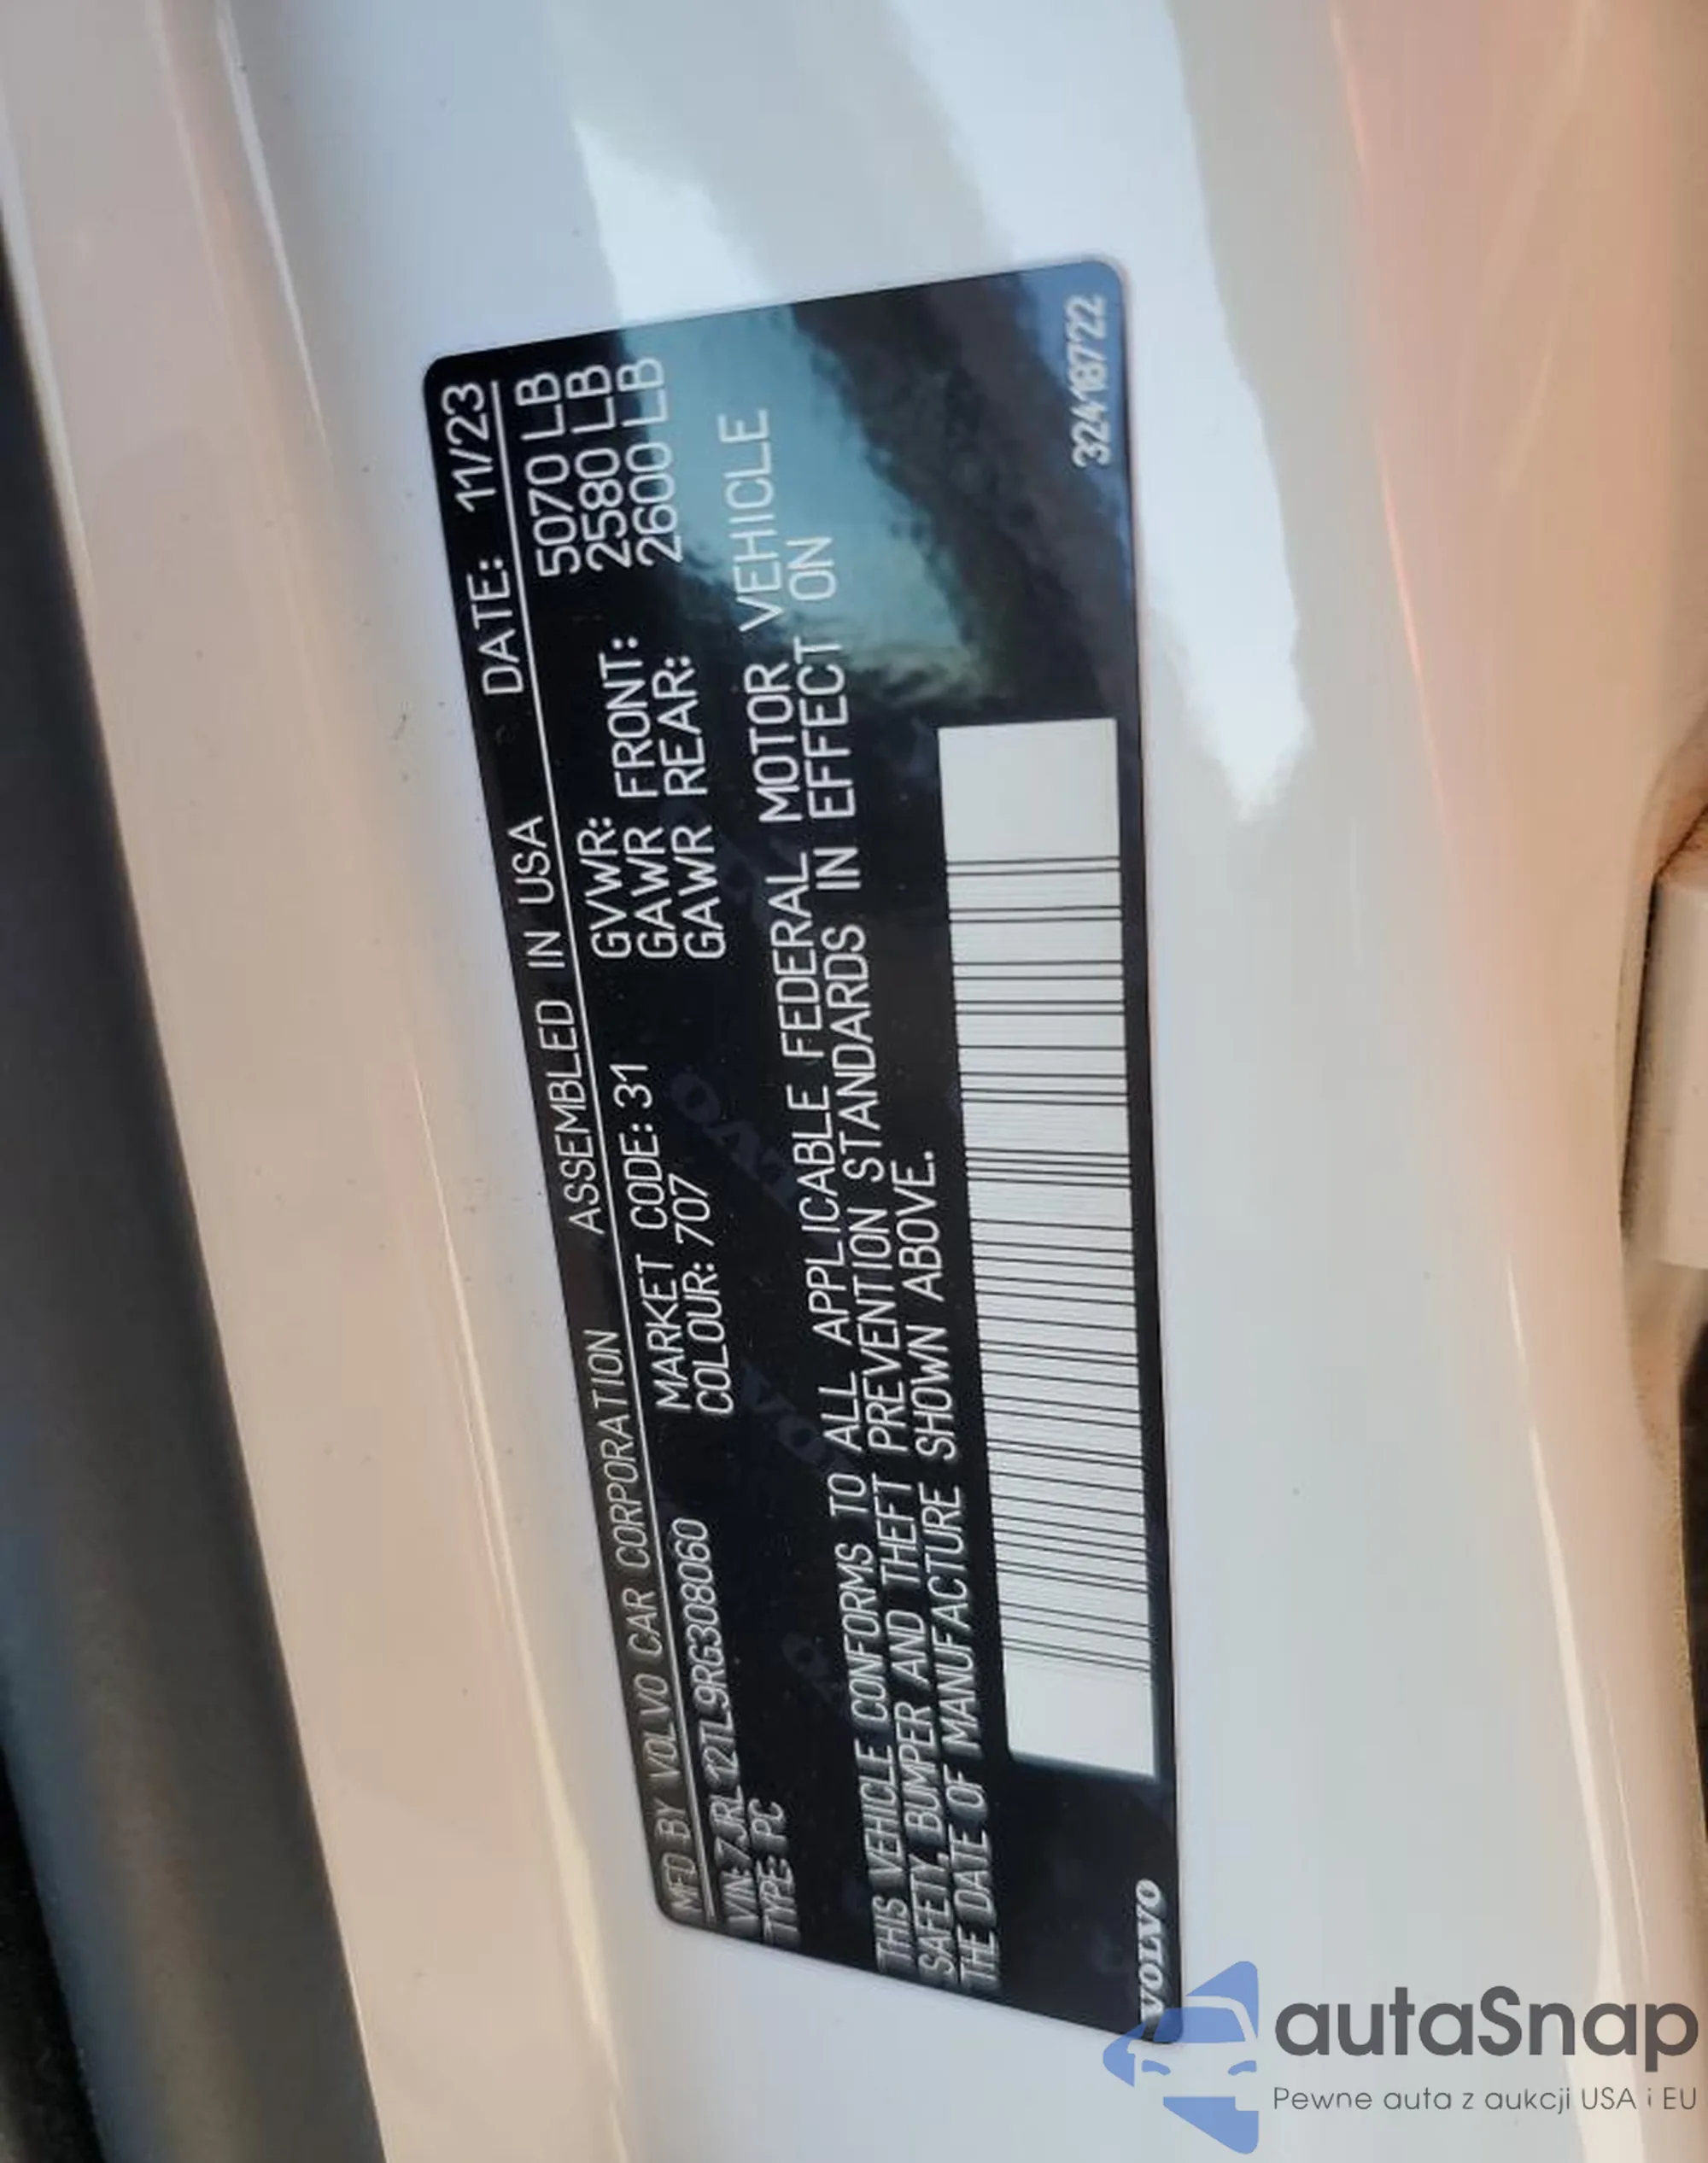 MFD BY VOLVO CAR CORPORATION ASSEMBLED IN USA DATE: 11/23
VIN: 7JRL12TL9RG308060 MARKET CODE: 31 GVWR: 5070 LB
TYPE: PC COLOUR: 707 GAWR FRONT: 2580 LB
GAWR REAR: 2600 LB
THIS VEHICLE CONFORMS TO ALL APPLICABLE FEDERAL MOTOR VEHICLE
SAFETY, BUMPER AND THEFT PREVENTION STANDARDS IN EFFECT ON
THE DATE OF MANUFACTURE SHOWN ABOVE.
VOLVO 32418722
autaSnap
Pewne auta z aukcji USA i EU